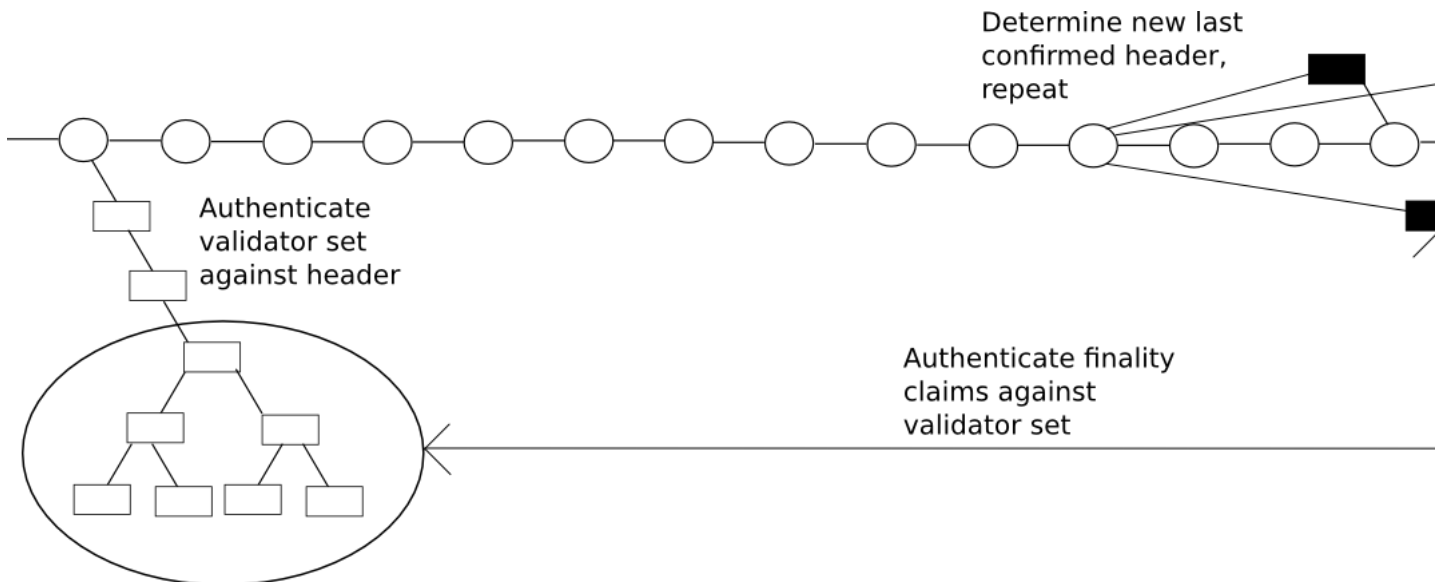 Determine new last
confirmed header,
repeat
Authenticate
validator set
against header
Authenticate finality
claims against
validator set